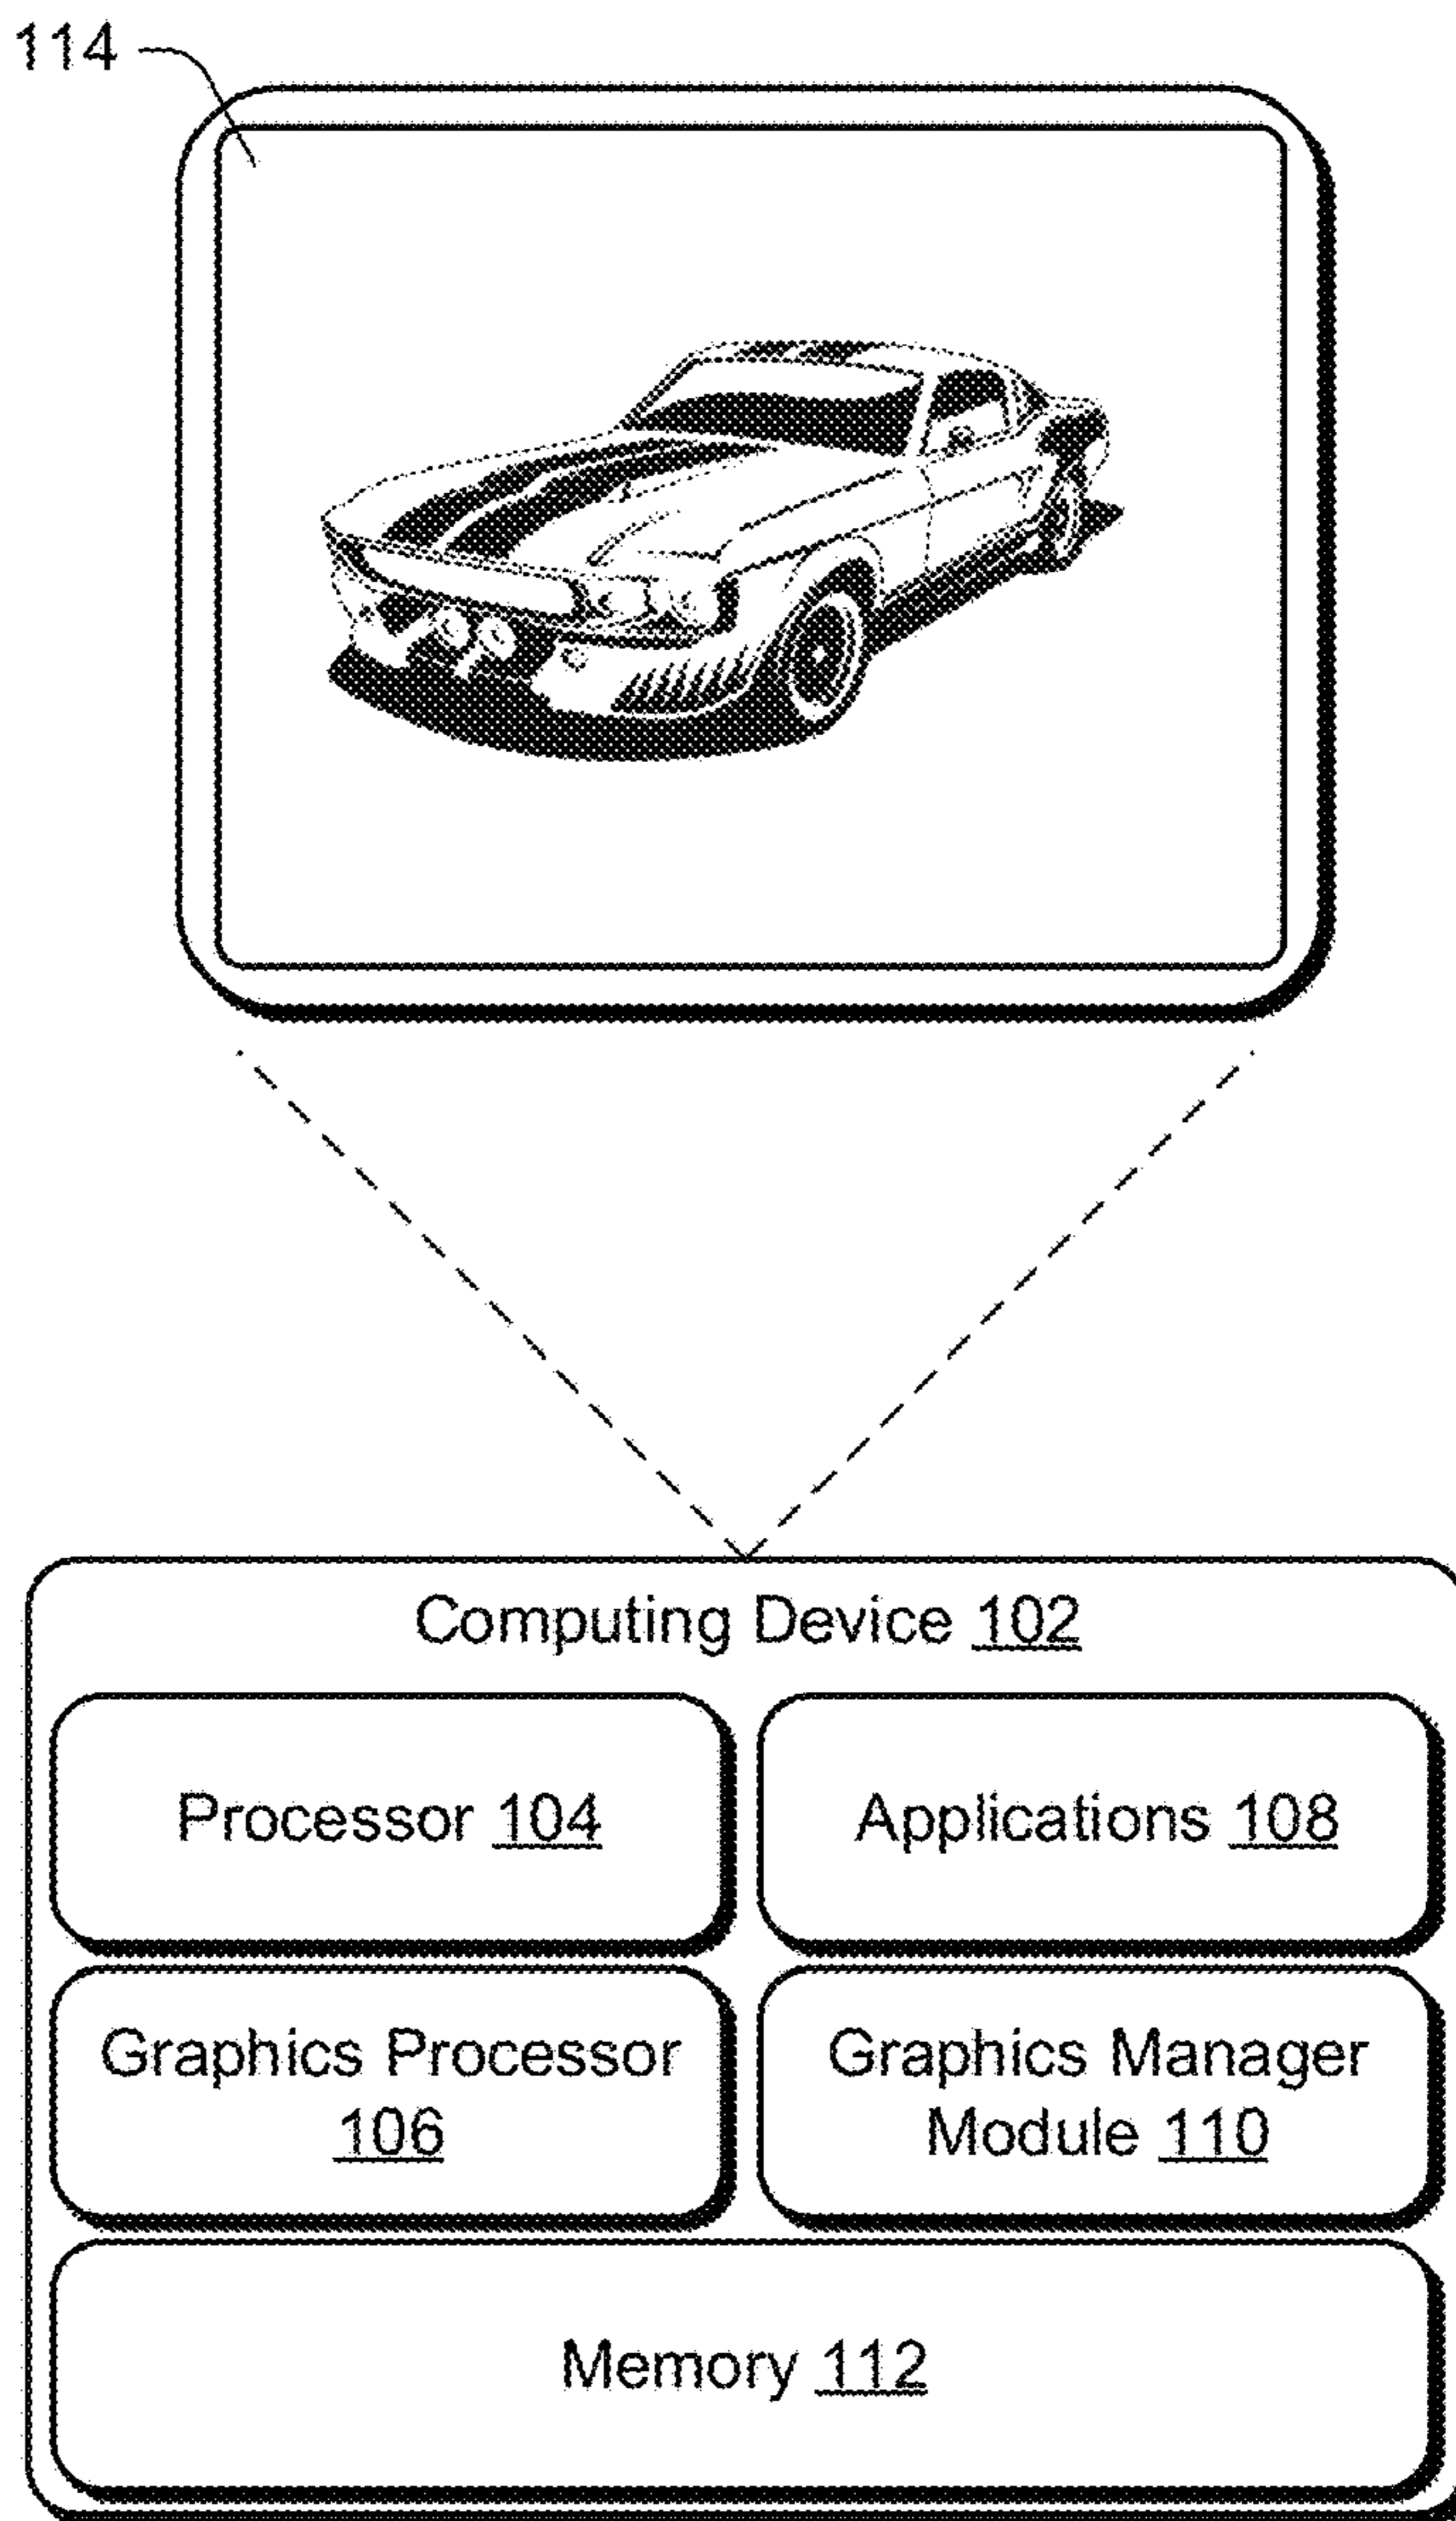 114
Computing Device 102
Processor 104
Applications 108
Graphics Processor
106
Graphics Manager
Module 110
Memory 112